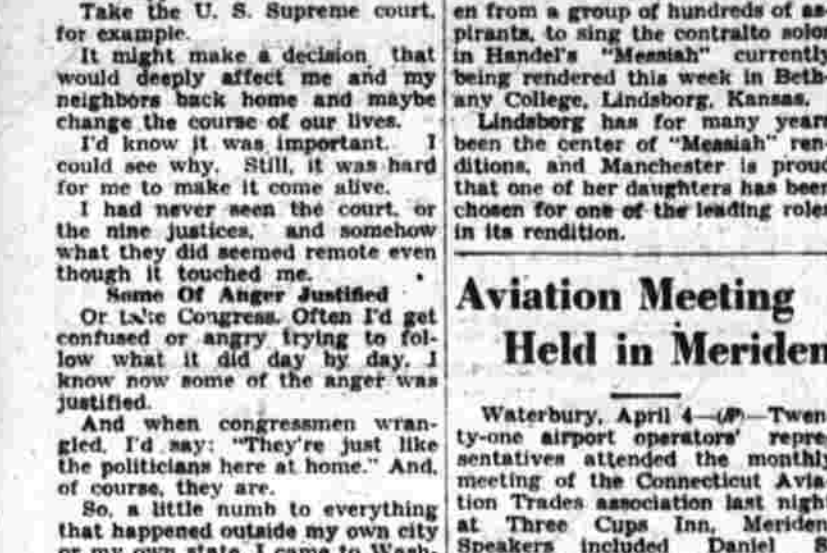 Take the U. S. Supreme court,
for example.
It might make a decision that
would deeply affect me and my
neighbors back home and maybe
change the course of our lives.
I'd know it was important. I
could see why. Still, it was hard
for me to make it come alive.
I had never seen the court, or
the nine justices, and somehow
what they did seemed remote even
though it touched me.
Some Of Anger Justified
Or take Congress. Often I'd get
confused or angry trying to fol-
low what it did day by day. I
know now some of the anger was
justified.
And when congressmen wran-
gled, I'd say: "They're just like
the politicians here at home." And,
of course, they are.
So, a little numb to everything
that happened outside my own city
or my own state, I came to Wash-
en from a group of hundreds of as-
pirants, to sing the contralto solos
in Handel's "Messiah" currently
being rendered this week in Beth-
any College, Lindsborg, Kansas.
Lindsborg has for many years
been the center of "Messiah" ren-
ditions, and Manchester is proud
that one of her daughters has been
chosen for one of the leading roles
in its rendition.
Aviation Meeting
Held in Meriden
Waterbury, April 4—(AP)—Twen-
ty-one airport operators' repre-
sentatives attended the monthly
meeting of the Connecticut Avia-
tion Trades association last night
at Three Cups Inn, Meriden
Speakers included Daniel S